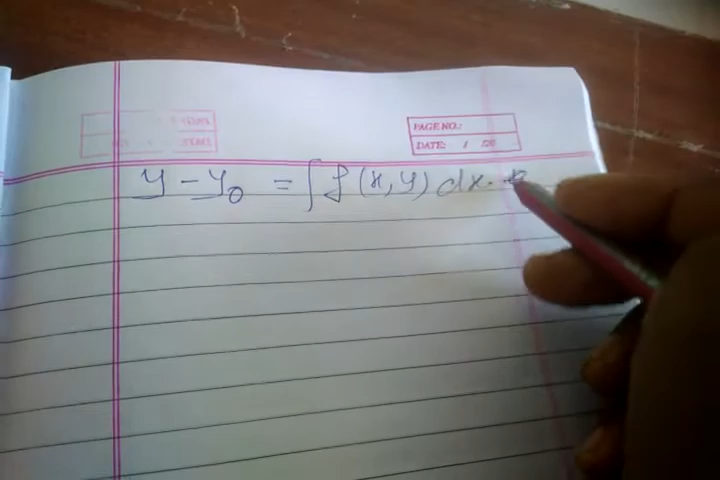 PAGE NO.:
DATE: / /20
y - y₀ = ∫ f(x, y) dx.